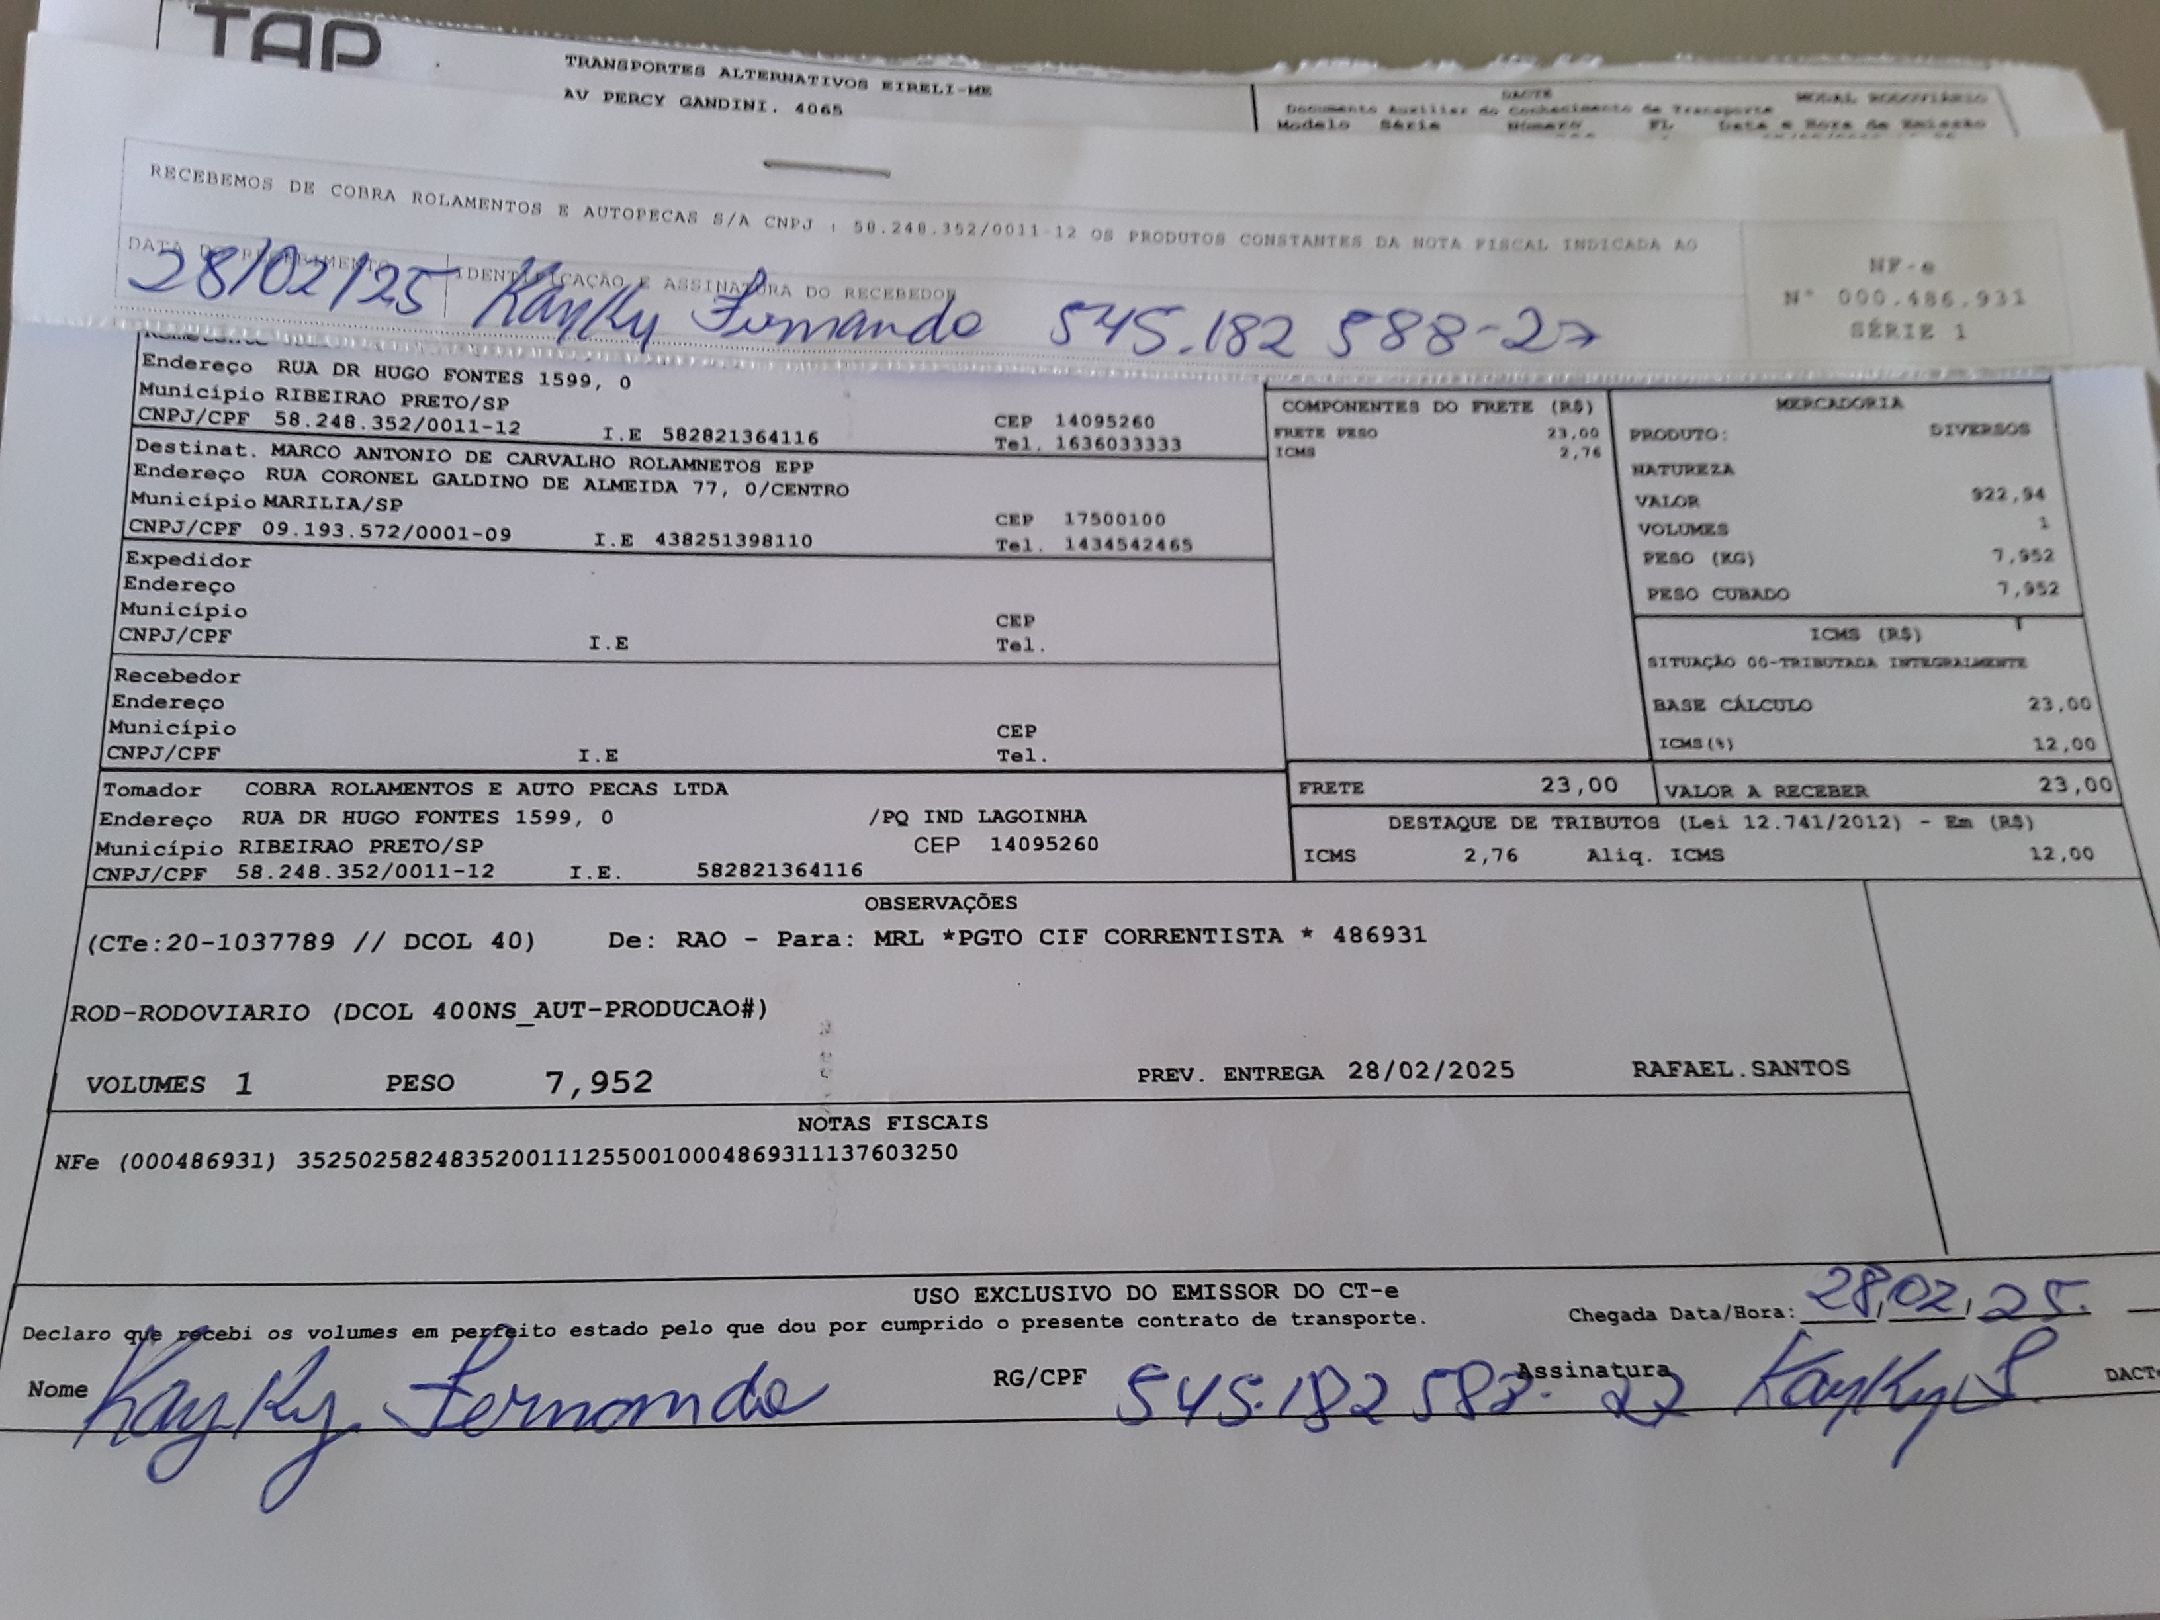 TAP
TRANSPORTES ALTERNATIVOS EIRELI-ME
AV PERCY GANDINI. 4065
DACTE MODAL RODOVIÁRIO
Documento Auxiliar do Conhecimento de Transporte
Modelo Série Número FL Data e Hora de Emissão
RECEBEMOS DE COBRA ROLAMENTOS E AUTOPECAS S/A CNPJ : 58.248.352/0011-12 OS PRODUTOS CONSTANTES DA NOTA FISCAL INDICADA AO
DATA DO RECEBIMENTO IDENTIFICAÇÃO E ASSINATURA DO RECEBEDOR
28/02/25 Kayky Fernando 545.182 588-27
NF-e
N° 000.486.931
SÉRIE 1
Endereço RUA DR HUGO FONTES 1599, 0
Município RIBEIRAO PRETO/SP CEP 14095260
CNPJ/CPF 58.248.352/0011-12 I.E 582821364116 Tel. 1636033333
Destinat. MARCO ANTONIO DE CARVALHO ROLAMNETOS EPP
Endereço RUA CORONEL GALDINO DE ALMEIDA 77, 0/CENTRO
Município MARILIA/SP CEP 17500100
CNPJ/CPF 09.193.572/0001-09 I.E 438251398110 Tel. 1434542465
Expedidor
Endereço
Município CEP
CNPJ/CPF I.E Tel.
Recebedor
Endereço
Município CEP
CNPJ/CPF I.E Tel.
Tomador COBRA ROLAMENTOS E AUTO PECAS LTDA
Endereço RUA DR HUGO FONTES 1599, 0 /PQ IND LAGOINHA
Município RIBEIRAO PRETO/SP CEP 14095260
CNPJ/CPF 58.248.352/0011-12 I.E. 582821364116
COMPONENTES DO FRETE (R$)
FRETE PESO 23,00
ICMS 2,76
MERCADORIA
PRODUTO: DIVERSOS
NATUREZA
VALOR 922,94
VOLUMES 1
PESO (KG) 7,952
PESO CUBADO 7,952
ICMS (R$)
SITUAÇÃO 00-TRIBUTADA INTEGRALMENTE
BASE CÁLCULO 23,00
ICMS(%) 12,00
FRETE 23,00 VALOR A RECEBER 23,00
DESTAQUE DE TRIBUTOS (Lei 12.741/2012) - Em (R$)
ICMS 2,76 Aliq. ICMS 12,00
OBSERVAÇÕES
(CTe:20-1037789 // DCOL 40) De: RAO - Para: MRL *PGTO CIF CORRENTISTA * 486931
ROD-RODOVIARIO (DCOL 400NS_AUT-PRODUCAO#)
VOLUMES 1 PESO 7,952 PREV. ENTREGA 28/02/2025 RAFAEL.SANTOS
NOTAS FISCAIS
NFe (000486931) 35250258248352001112550010004869311137603250
USO EXCLUSIVO DO EMISSOR DO CT-e
Declaro que recebi os volumes em perfeito estado pelo que dou por cumprido o presente contrato de transporte. Chegada Data/Hora: 28,02,25
Nome Kayky Fernando RG/CPF 545.182 588-27 Assinatura Kayky S. DACT